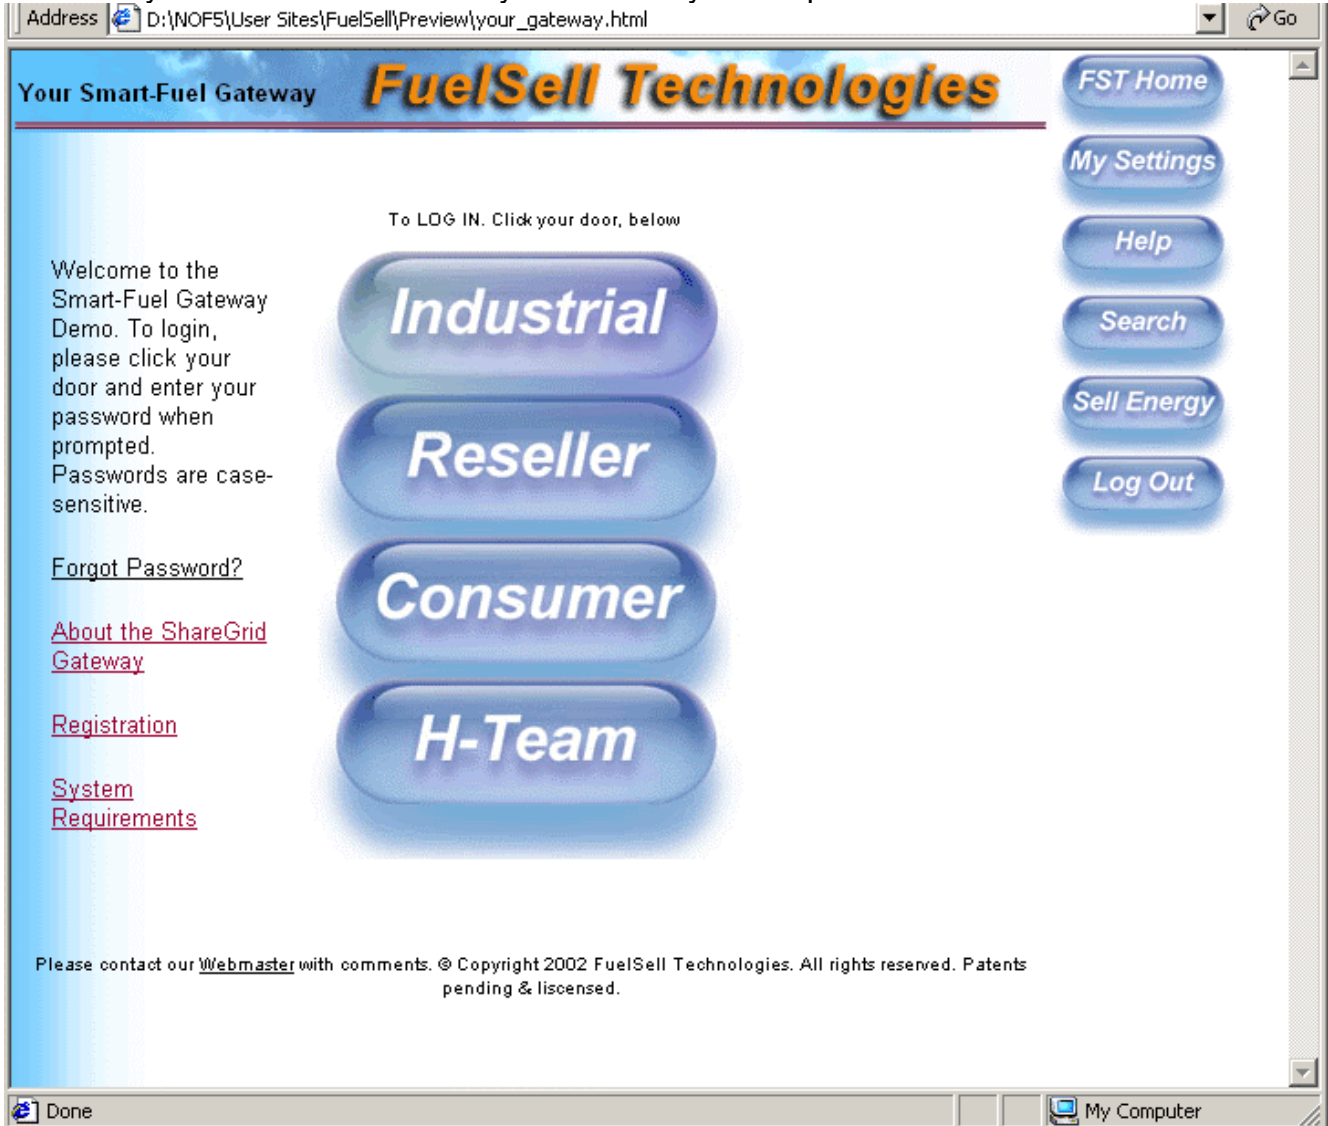 Address D:\NOF5\User Sites\FuelSell\Preview\your_gateway.html Go
Your Smart-Fuel Gateway FuelSell Technologies
FST Home
My Settings
Help
Search
Sell Energy
Log Out
To LOG IN. Click your door, below
Welcome to the
Smart-Fuel Gateway
Demo. To login,
please click your
door and enter your
password when
prompted.
Passwords are case-
sensitive.
Forgot Password?
About the ShareGrid
Gateway
Registration
System
Requirements
Industrial
Reseller
Consumer
H-Team
Please contact our Webmaster with comments. © Copyright 2002 FuelSell Technologies. All rights reserved. Patents
pending & liscensed.
Done My Computer